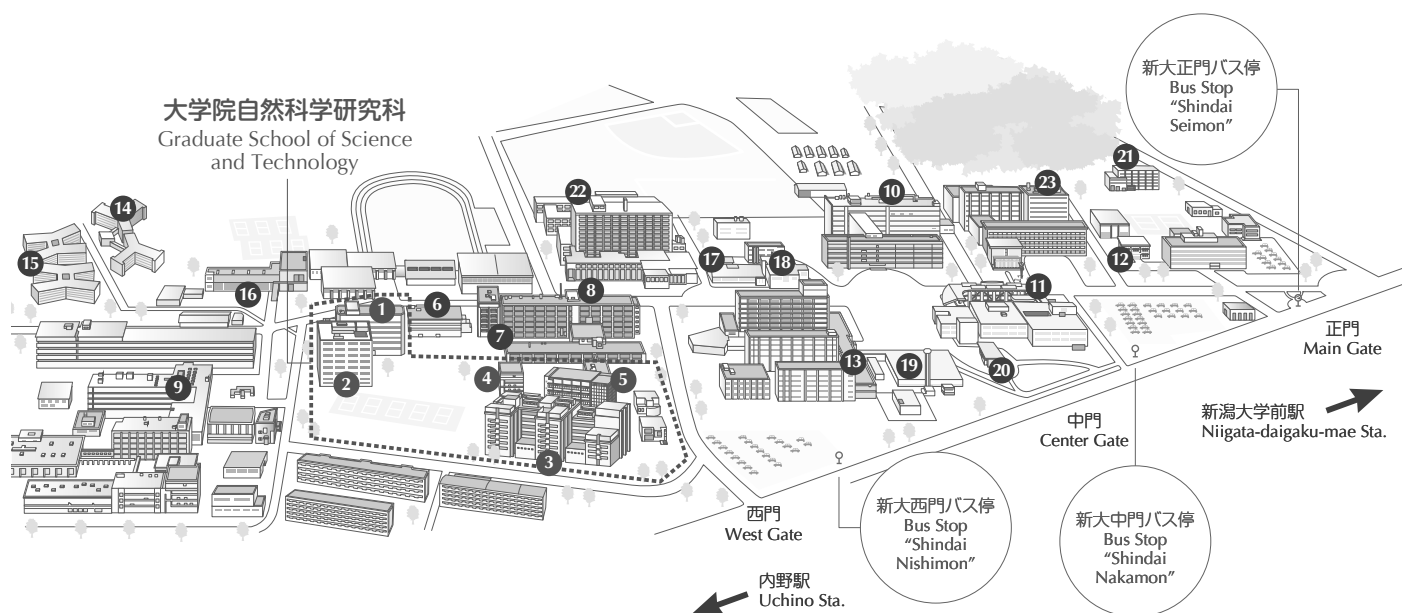 大学院自然科学研究科
Graduate School of Science
and Technology
新大正門バス停
Bus Stop
“Shindai
Seimon”
14
15
16
22
10
23
21
17
18
12
1
6
8
11
7
2
4
5
9
13
19
20
3
正門
Main Gate
中門
Center Gate
新潟大学前駅
Niigata-daigaku-mae Sta.
西門
West Gate
新大西門バス停
Bus Stop
“Shindai
Nishimon”
新大中門バス停
Bus Stop
“Shindai
Nakamon”
内野駅
Uchino Sta.